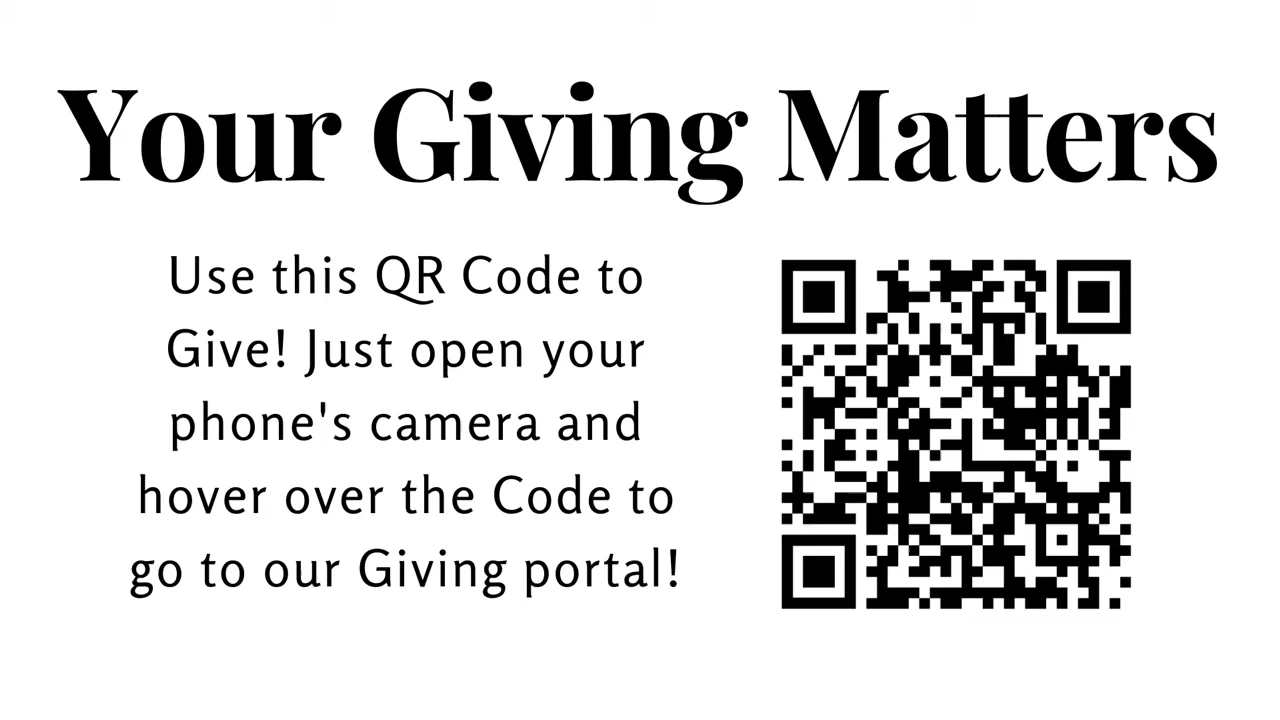 Your Giving Matters
Use this QR Code to
Give! Just open your
phone's camera and
hover over the Code to
go to our Giving portal!